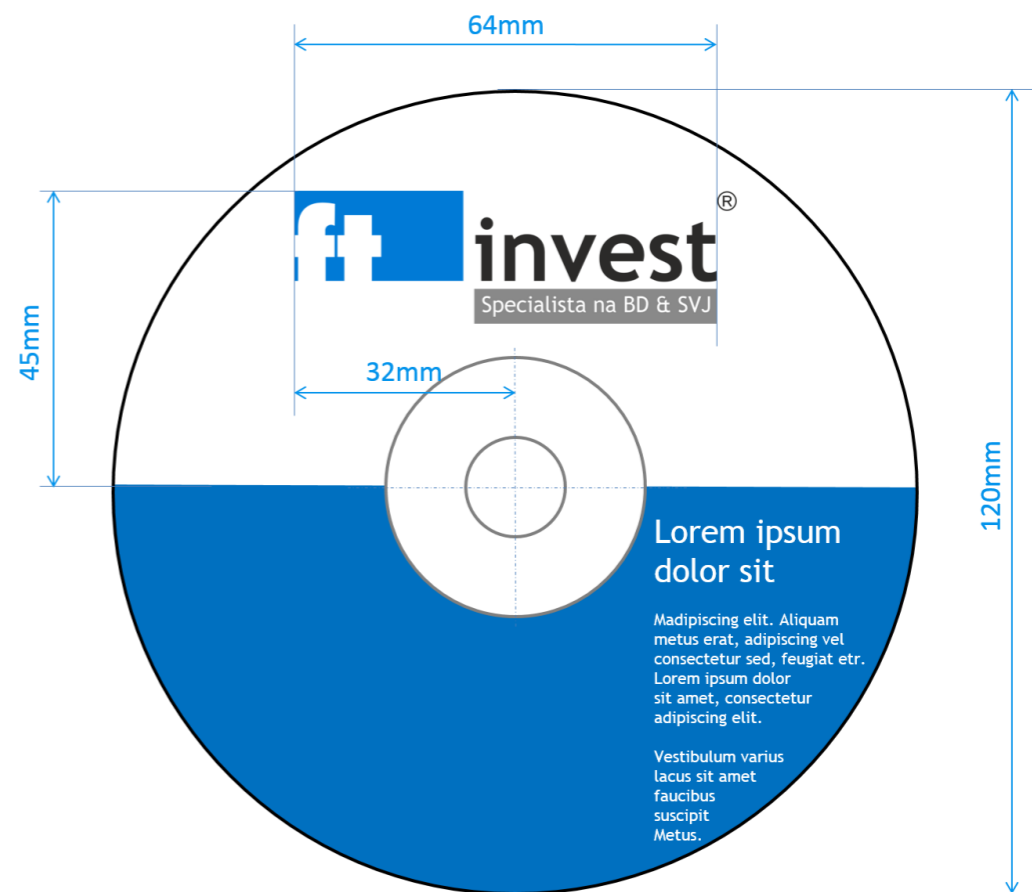 64mm
ft
invest®
Specialista na BD & SVJ
45mm
32mm
120mm
Lorem ipsum
dolor sit
Madipiscing elit. Aliquam
metus erat, adipiscing vel
consectetur sed, feugiat etr.
Lorem ipsum dolor
sit amet, consectetur
adipiscing elit.
Vestibulum varius
lacus sit amet
faucibus
suscipit
Metus.